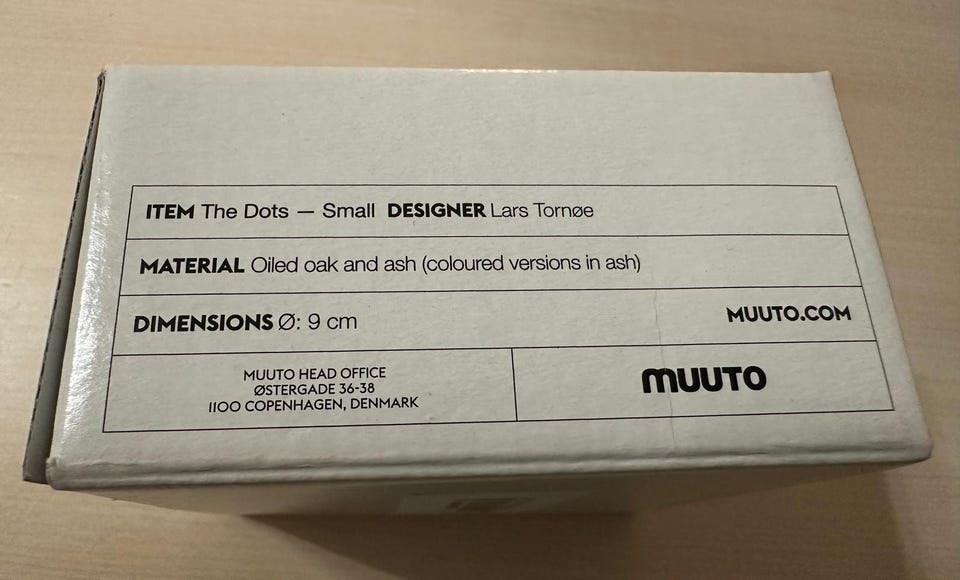 ITEM The Dots — Small DESIGNER Lars Tornøe
MATERIAL Oiled oak and ash (coloured versions in ash)
DIMENSIONS Ø: 9 cm
MUUTO.COM
MUUTO HEAD OFFICE
ØSTERGADE 36-38
1100 COPENHAGEN, DENMARK
MUUTO